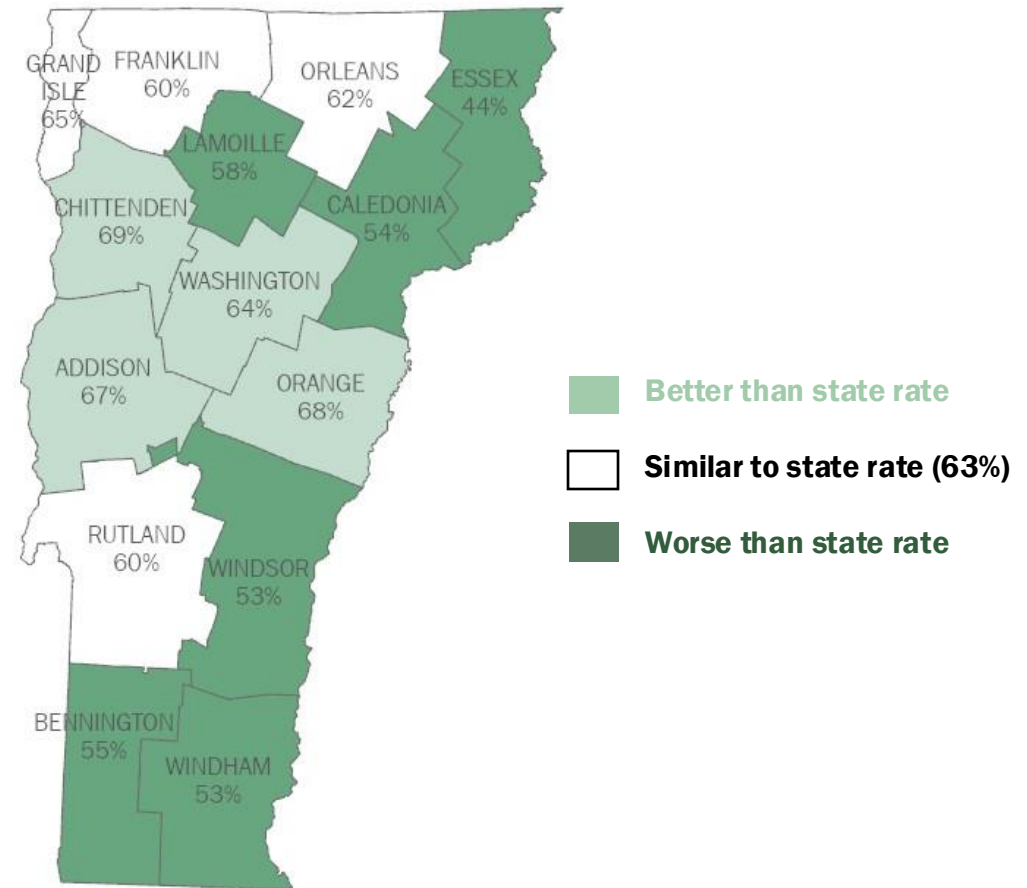 GRAND
ISLE
65%
FRANKLIN
60%
ORLEANS
62%
ESSEX
44%
LAMOILLE
58%
CALEDONIA
54%
CHITTENDEN
69%
WASHINGTON
64%
ADDISON
67%
ORANGE
68%
Better than state rate
Similar to state rate (63%)
Worse than state rate
RUTLAND
60%
WINDSOR
53%
BENNINGTON
55%
WINDHAM
53%